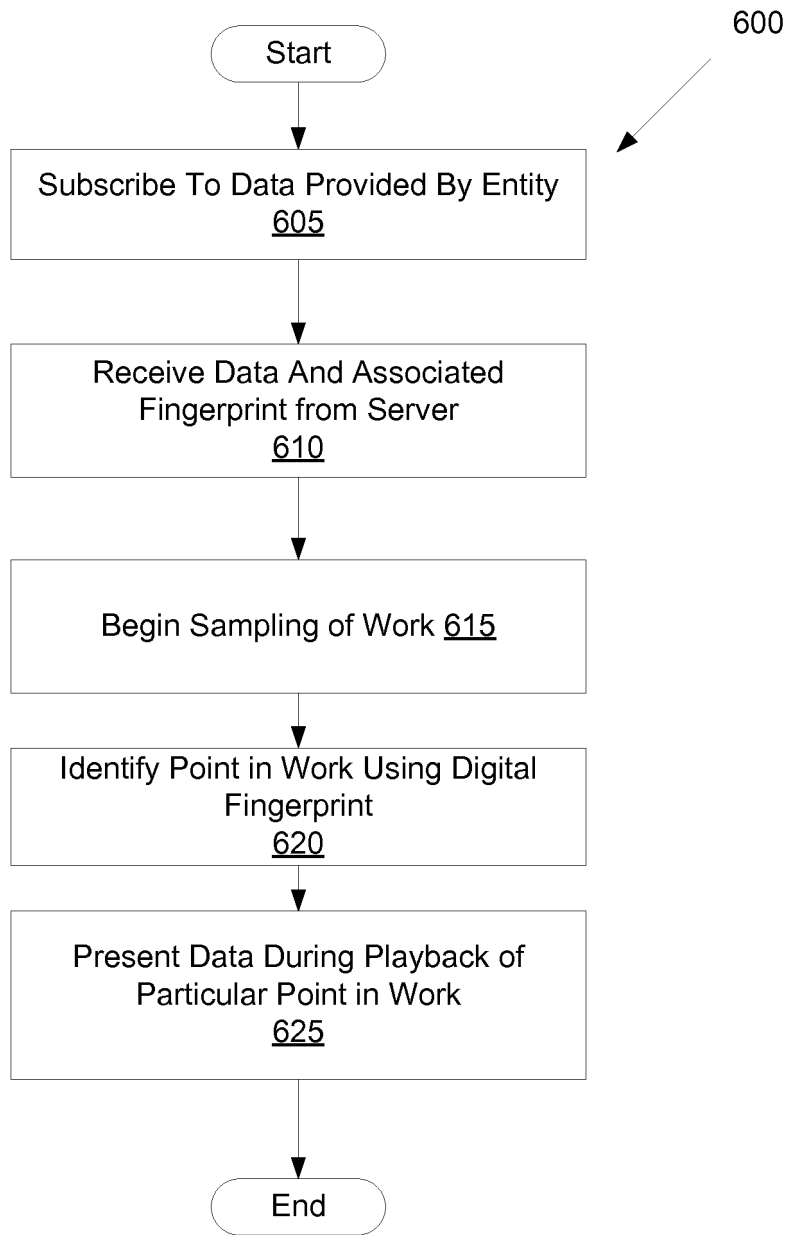 600
Start
Subscribe To Data Provided By Entity
605
Receive Data And Associated
Fingerprint from Server
610
Begin Sampling of Work 615
Identify Point in Work Using Digital
Fingerprint
620
Present Data During Playback of
Particular Point in Work
625
End